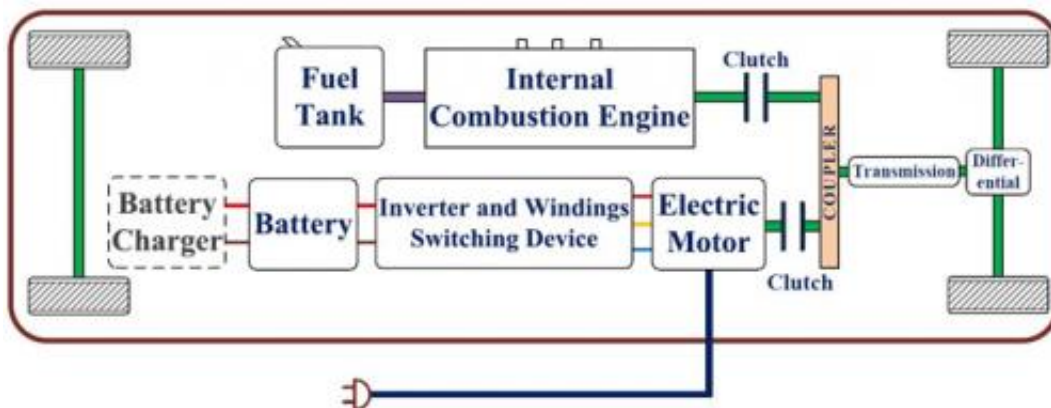 Fuel
Tank
Internal
Combustion Engine
Clutch
COUPLER
Transmission
Differ-
ential
Battery
Charger
Battery
Inverter and Windings
Switching Device
Electric
Motor
Clutch